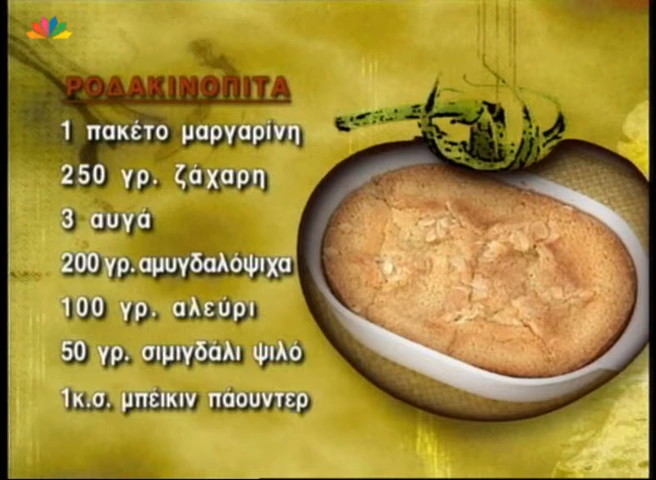 ΡΟΔΑΚΙΝΟΠΙΤΑ
1 πακέτο μαργαρίνη
250 γρ. ζάχαρη
3 αυγά
200 γρ. αμυγδαλόψιχα
100 γρ. αλεύρι
50 γρ. σιμιγδάλι ψιλό
1κ.σ. μπέικιν πάουντερ